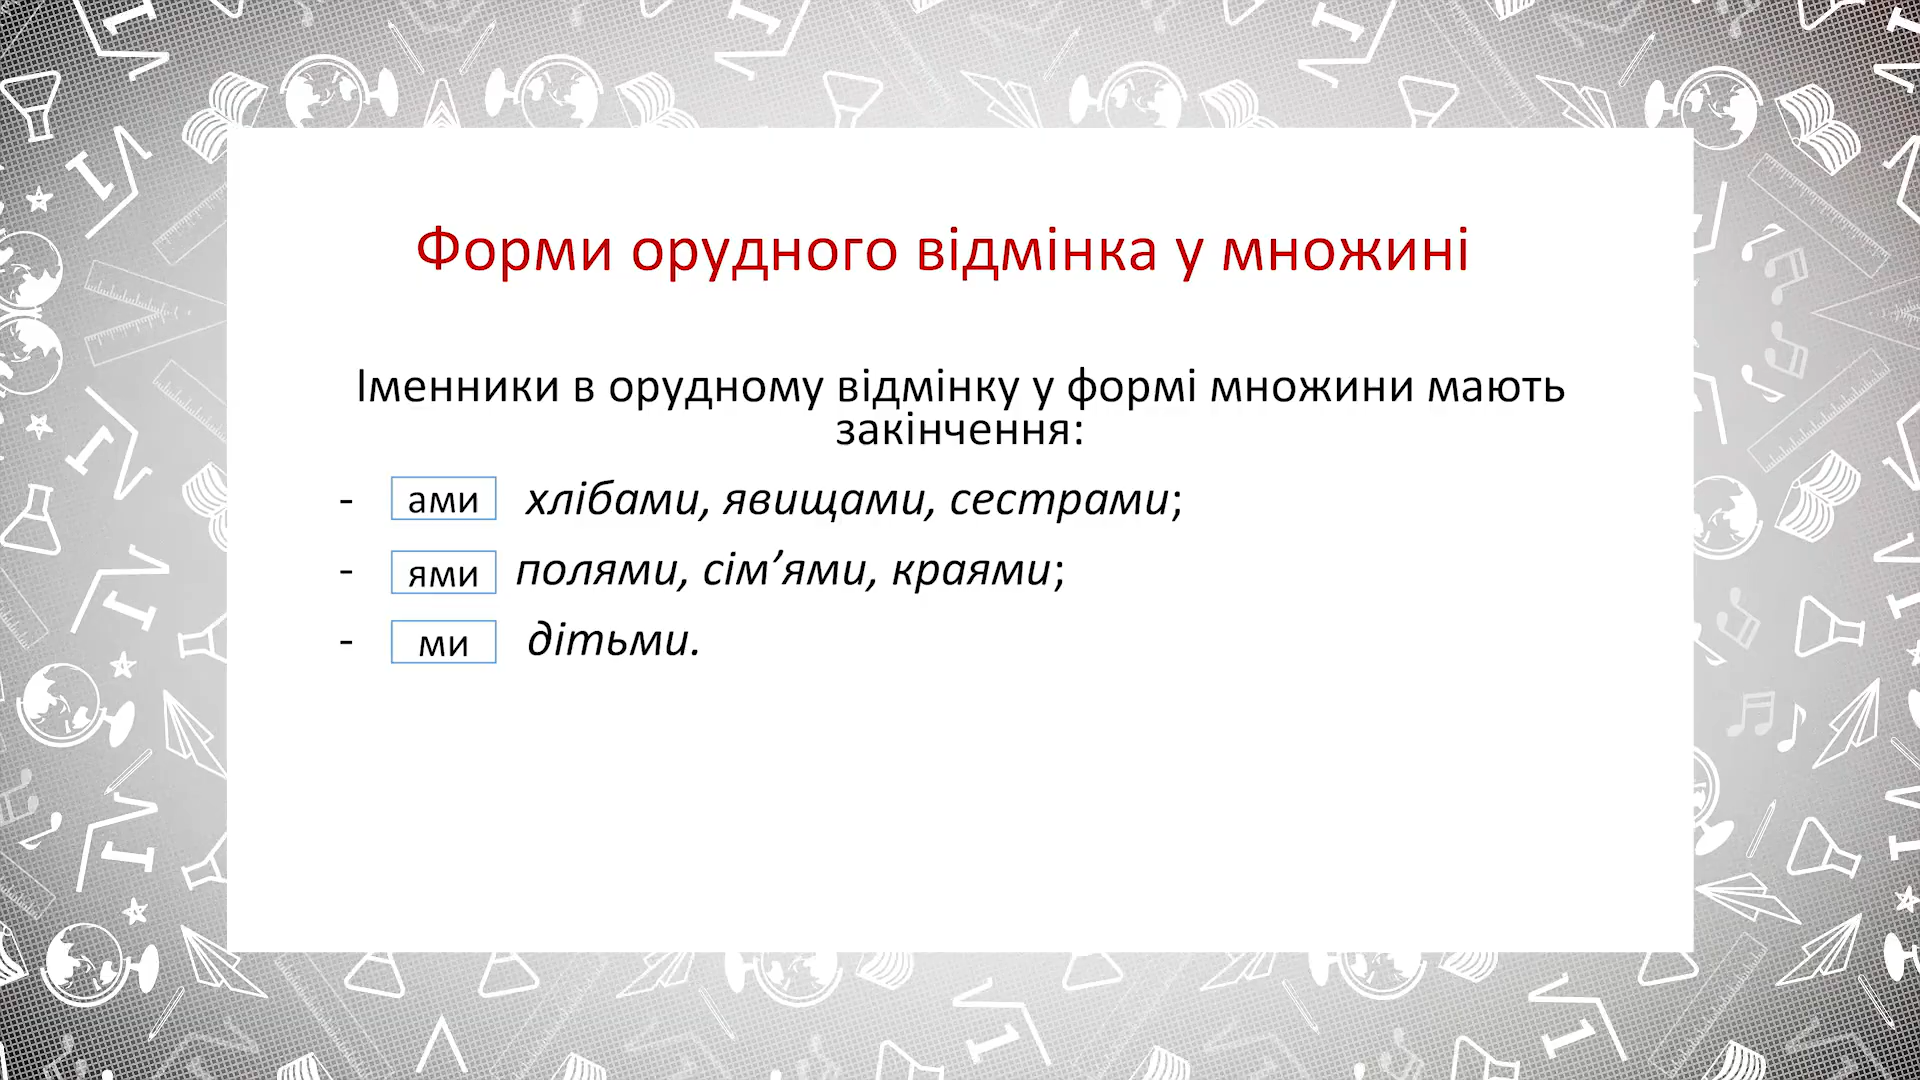 Форми орудного відмінка у множині
Іменники в орудному відмінку у формі множини мають
закінчення:
- ами хлібами, явищами, сестрами;
- ями полями, сім’ями, краями;
- ми дітьми.